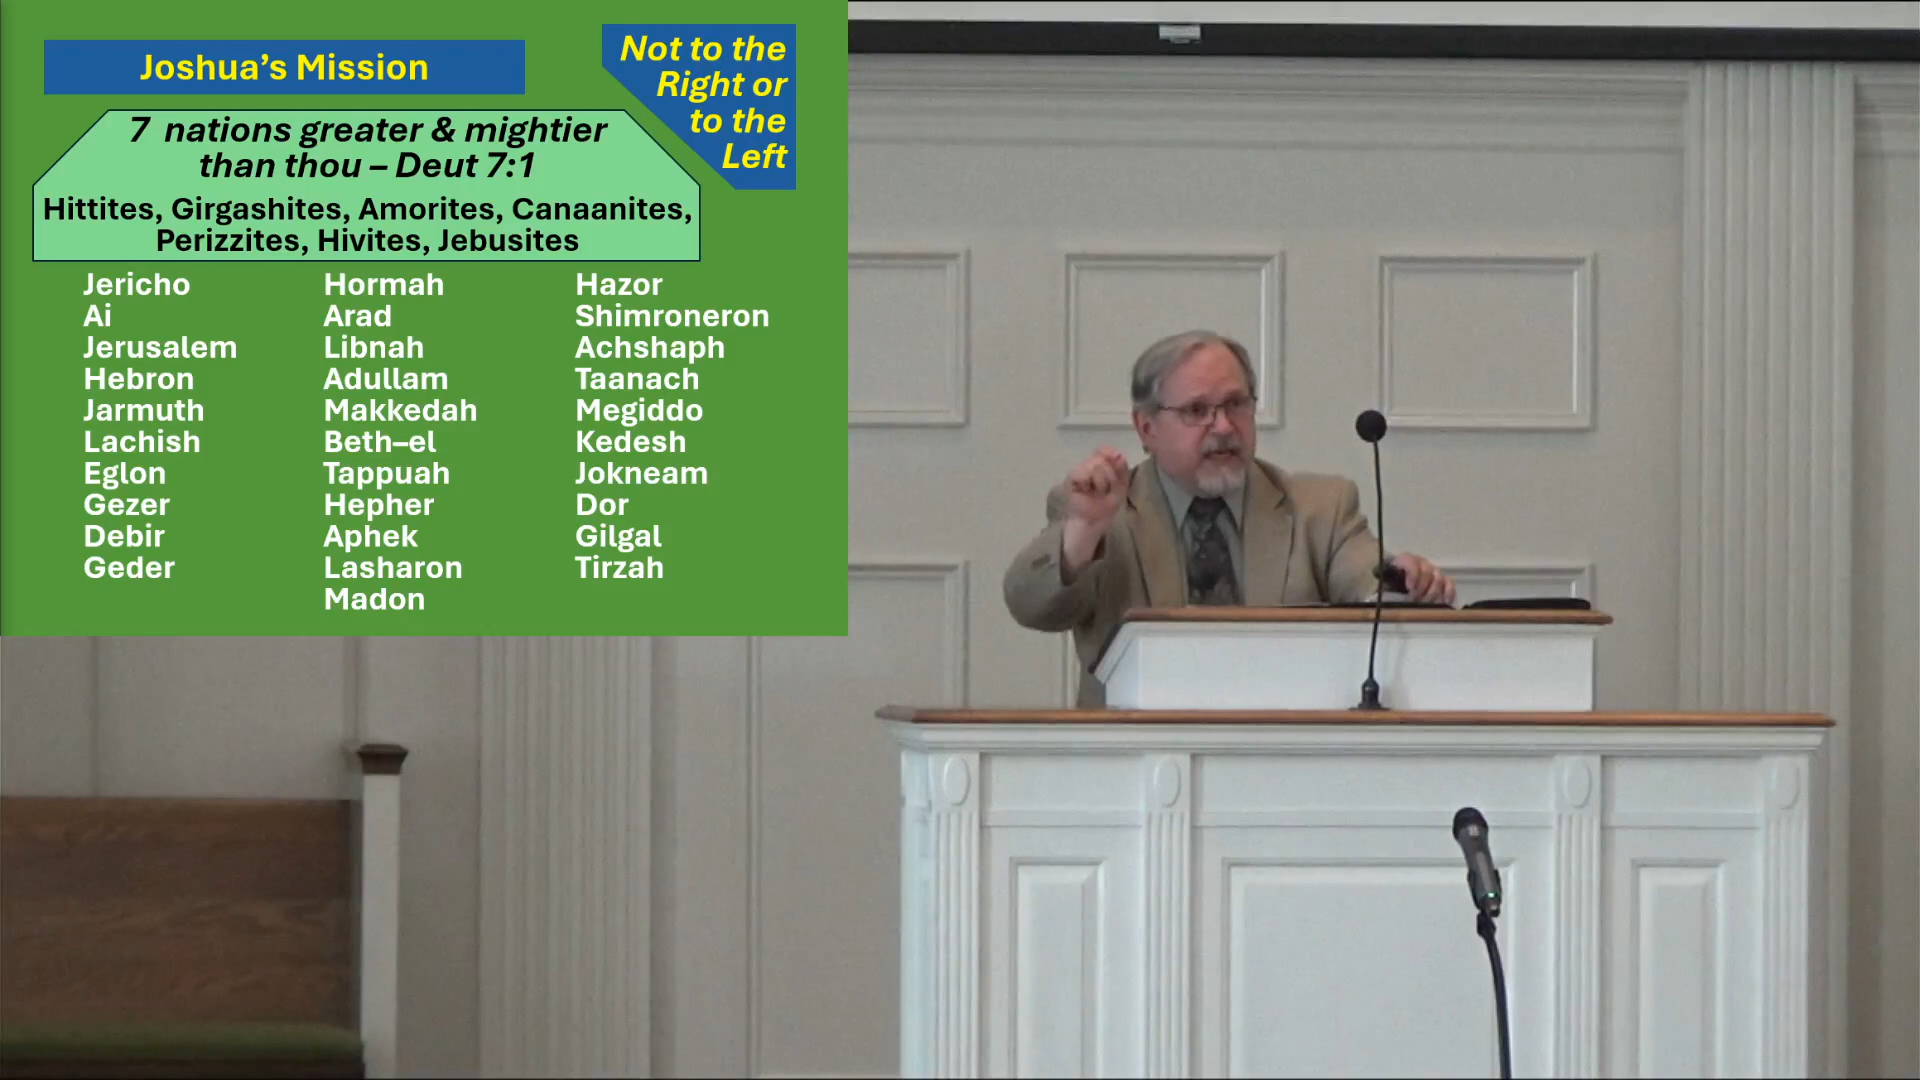 Joshua's Mission
Not to the
Right or
to the
Left
7 nations greater & mightier
than thou – Deut 7:1
Hittites, Girgashites, Amorites, Canaanites,
Perizzites, Hivites, Jebusites
Jericho
Ai
Jerusalem
Hebron
Jarmuth
Lachish
Eglon
Gezer
Debir
Geder
Hormah
Arad
Libnah
Adullam
Makkedah
Beth–el
Tappuah
Hepher
Aphek
Lasharon
Madon
Hazor
Shimroneron
Achshaph
Taanach
Megiddo
Kedesh
Jokneam
Dor
Gilgal
Tirzah